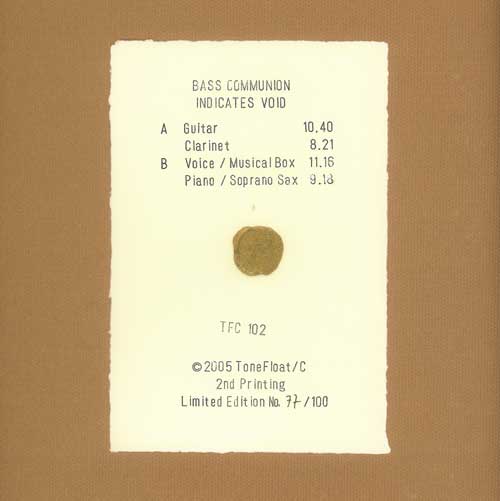 BASS COMMUNION
INDICATES VOID
A Guitar 10.40
Clarinet 8.21
B Voice / Musical Box 11.16
Piano / Soprano Sax 9.18
TFC 102
©2005 ToneFloat/C
2nd Printing
Limited Edition No. 77/100